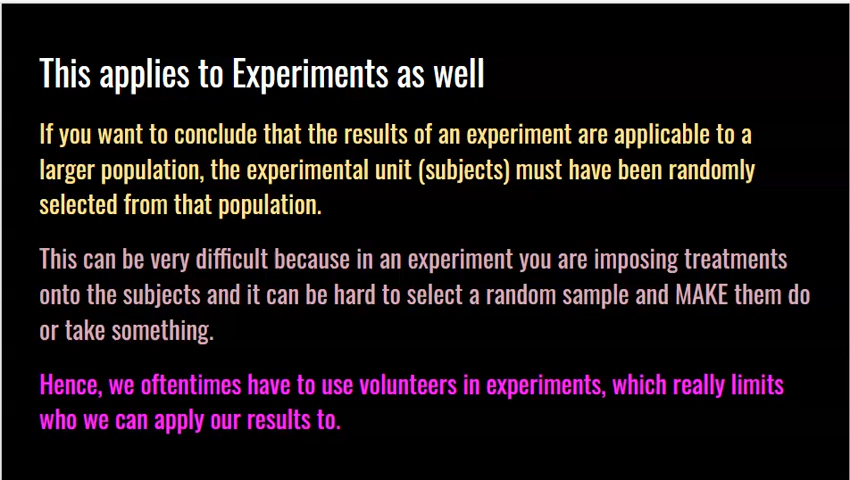 This applies to Experiments as well
If you want to conclude that the results of an experiment are applicable to a
larger population, the experimental unit (subjects) must have been randomly
selected from that population.
This can be very difficult because in an experiment you are imposing treatments
onto the subjects and it can be hard to select a random sample and MAKE them do
or take something.
Hence, we oftentimes have to use volunteers in experiments, which really limits
who we can apply our results to.